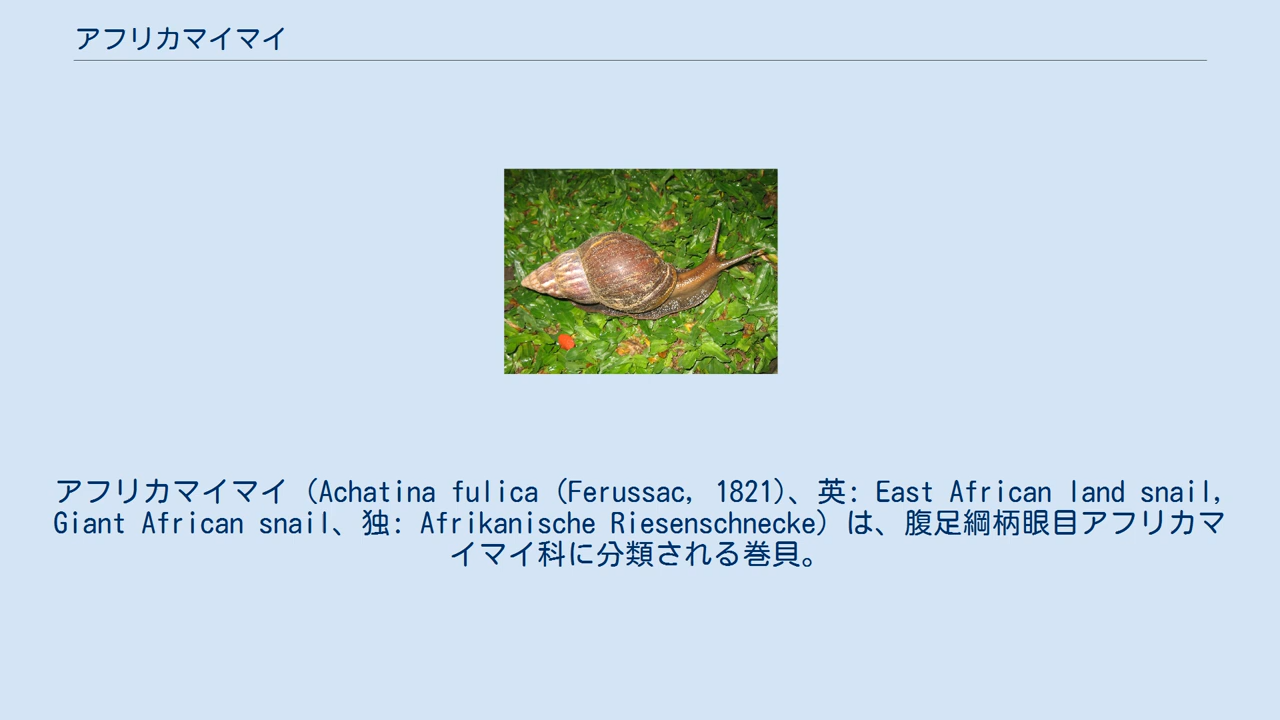 アフリカマイマイ
アフリカマイマイ（Achatina fulica (Ferussac, 1821)、英: East African land snail,
Giant African snail、独: Afrikanische Riesenschnecke）は、腹足綱柄眼目アフリカマ
イマイ科に分類される巻貝。